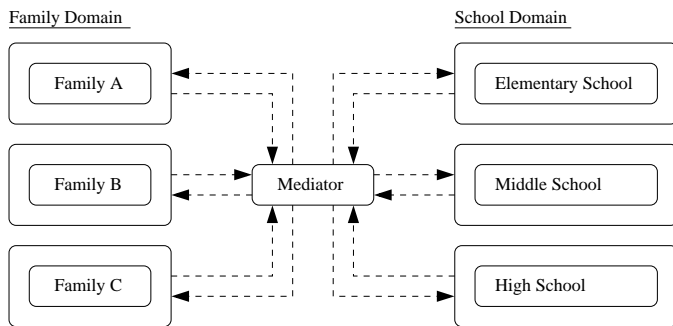 Family Domain
School Domain
Family A
Elementary School
Family B
Mediator
Middle School
Family C
High School